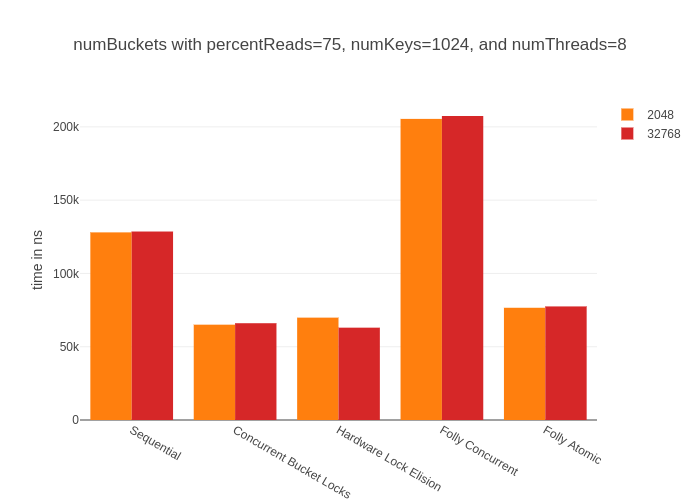 numBuckets with percentReads=75, numKeys=1024, and numThreads=8
2048
32768
time in ns
200k
150k
100k
50k
0
Sequential
Concurrent Bucket Locks
Hardware Lock Elision
Folly Concurrent
Folly Atomic